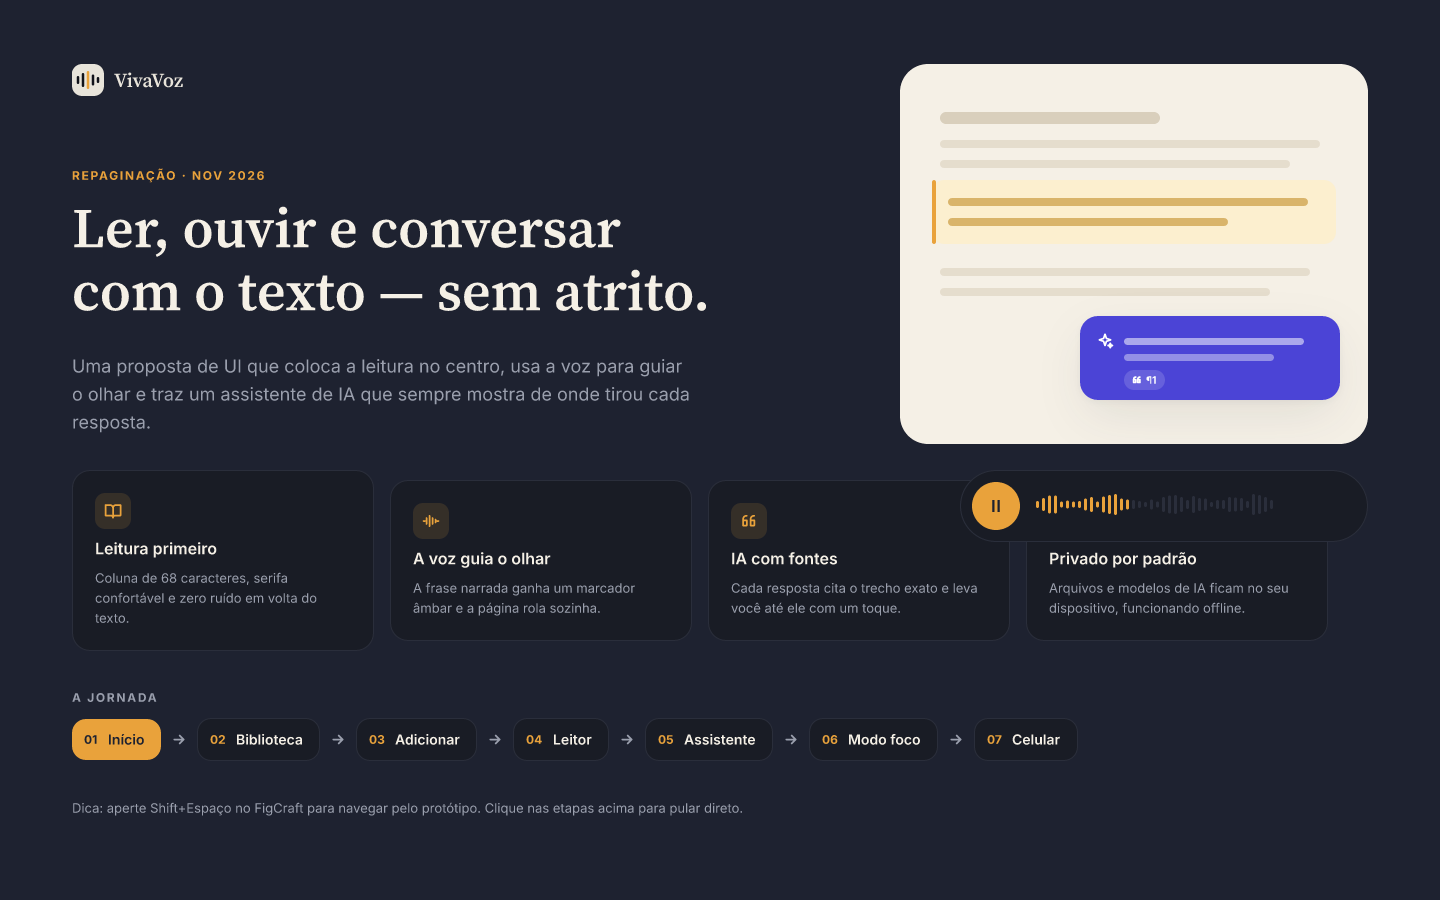 VivaVoz
REPAGINAÇÃO · NOV 2026
Ler, ouvir e conversar
com o texto — sem atrito.
Uma proposta de UI que coloca a leitura no centro, usa a voz para guiar
o olhar e traz um assistente de IA que sempre mostra de onde tirou cada
resposta.
¶1
Leitura primeiro
Coluna de 68 caracteres, serifa
confortável e zero ruído em volta do
texto.
A voz guia o olhar
A frase narrada ganha um marcador
âmbar e a página rola sozinha.
IA com fontes
Cada resposta cita o trecho exato e leva
você até ele com um toque.
Privado por padrão
Arquivos e modelos de IA ficam no seu
dispositivo, funcionando offline.
A JORNADA
01 Início → 02 Biblioteca → 03 Adicionar → 04 Leitor → 05 Assistente → 06 Modo foco → 07 Celular
Dica: aperte Shift+Espaço no FigCraft para navegar pelo protótipo. Clique nas etapas acima para pular direto.